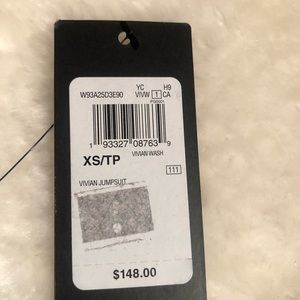 YC H9
W93A25D3E90 VIVW 1 CA
PG0001
1 93327 08763 9
XS/TP VIVIAN WASH
111
VIVIAN JUMPSUIT
$148.00